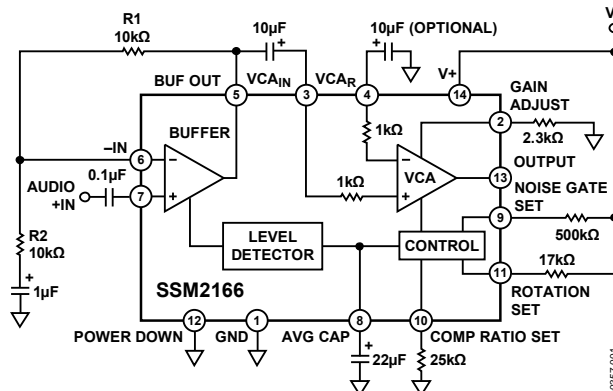 R1
10kΩ
10µF
+
10µF (OPTIONAL)
+
V
BUF OUT
VCAIN
VCAR
V+
5
3
4
14
GAIN
ADJUST
2
2.3kΩ
BUFFER
1kΩ
–IN
6
–
0.1µF
AUDIO
+IN
7
+
1kΩ
–
+
VCA
OUTPUT
13
NOISE GATE
SET
9
500kΩ
R2
10kΩ
+
1µF
LEVEL
DETECTOR
CONTROL
17kΩ
11
ROTATION
SET
SSM2166
12
1
8
10
POWER DOWN
GND
AVG CAP
COMP RATIO SET
+
22µF
25kΩ